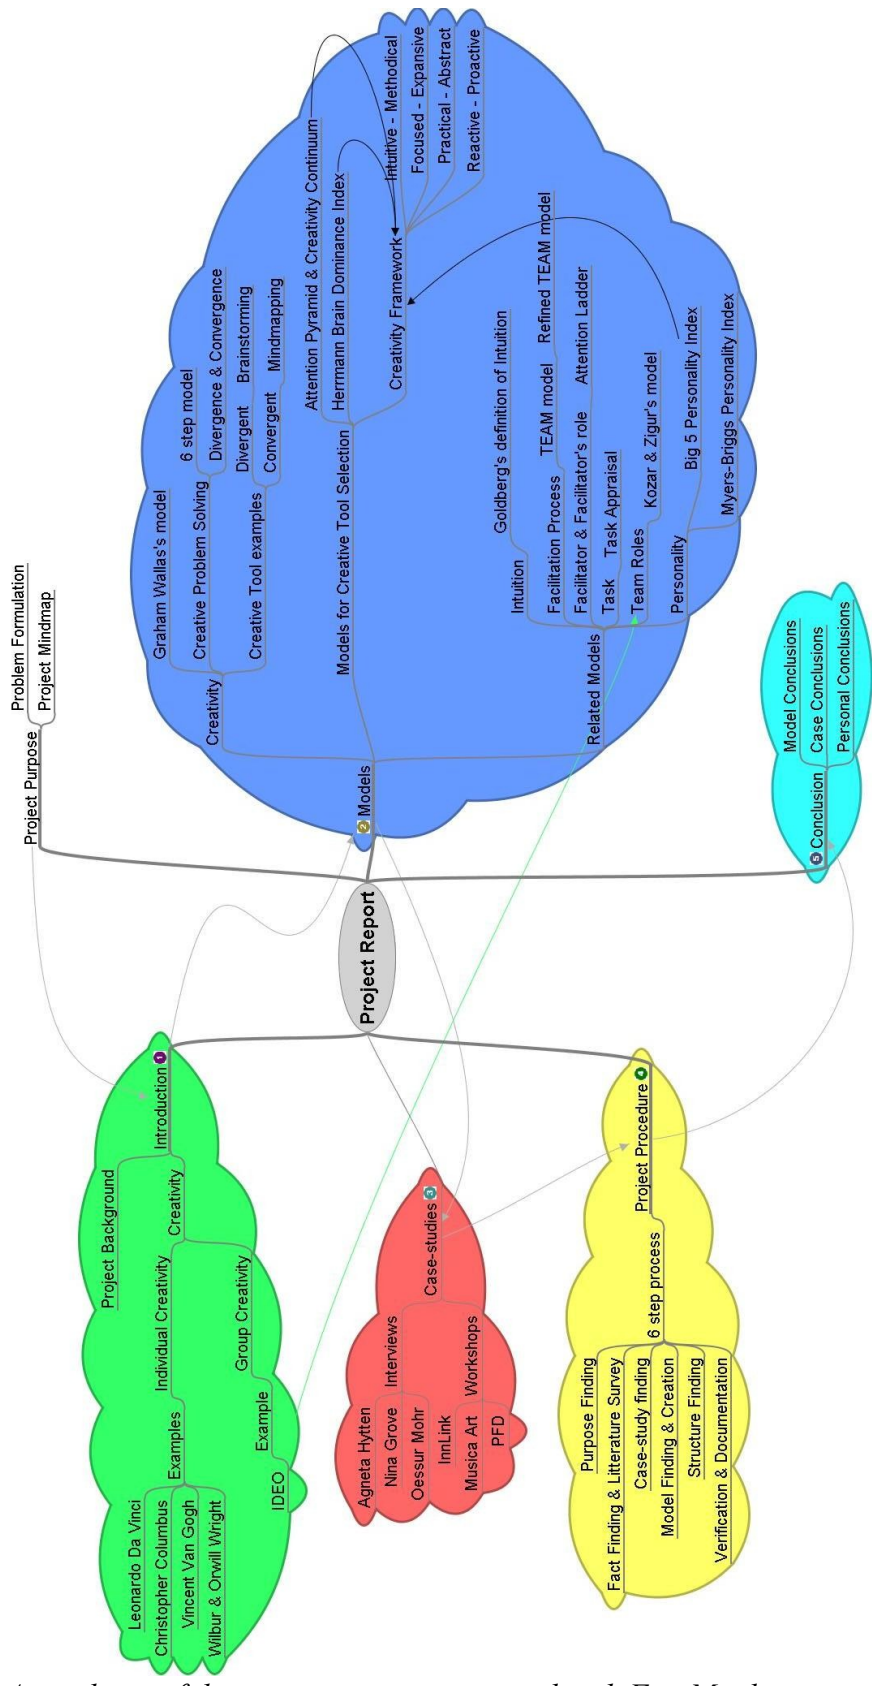 Project Report
Project Purpose
Problem Formulation
Project Mindmap
Introduction
Project Background
Creativity
Individual Creativity
Examples
Leonardo Da Vinci
Christopher Columbus
Vincent Van Gogh
Wilbur & Orwill Wright
Group Creativity
Example
IDEO
Models
Creativity
Graham Wallas's model
Creative Problem Solving
6 step model
Divergence & Convergence
Creative Tool examples
Divergent Brainstorming
Convergent Mindmapping
Models for Creative Tool Selection
Attention Pyramid & Creativity Continuum
Herrmann Brain Dominance Index
Creativity Framework
Intuitive - Methodical
Focused - Expansive
Practical - Abstract
Reactive - Proactive
Related Models
Intuition
Goldberg's definition of Intuition
Facilitation Process TEAM model Refined TEAM model
Facilitator & Facilitator's role Attention Ladder
Task Task Appraisal
Team Roles Kozar & Zigur's model
Personality
Big 5 Personality Index
Myers-Briggs Personality Index
Case-studies
Interviews
Agneta Hytten
Nina Grove
Oessur Mohr
Workshops
InnLink
Musica Art
PFD
Project Procedure
6 step process
Purpose Finding
Fact Finding & Litterature Survey
Case-study finding
Model Finding & Creation
Structure Finding
Verification & Documentation
Conclusion
Model Conclusions
Case Conclusions
Personal Conclusions
1
2
3
4
5